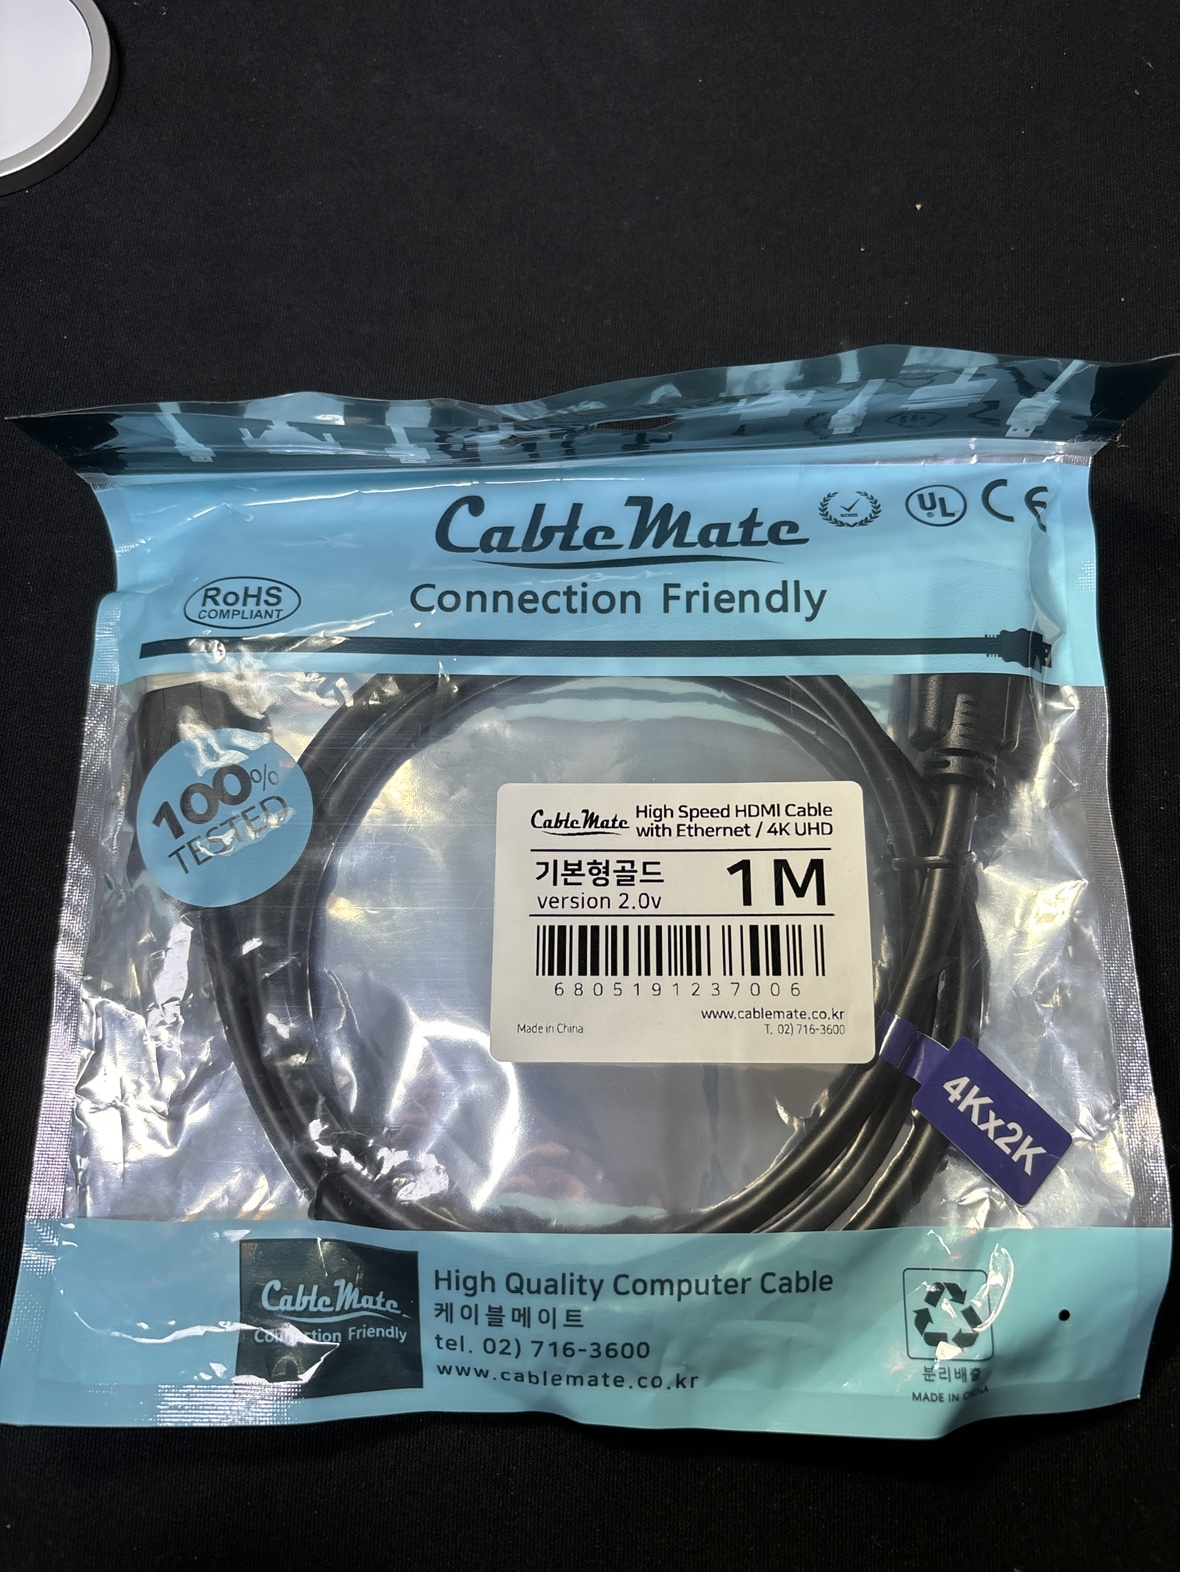 CableMate
UL
CE
RoHS
COMPLIANT
Connection Friendly
100%
TESTED
CableMate High Speed HDMI Cable
with Ethernet / 4K UHD
기본형골드 1M
version 2.0v
6805191237006
www.cablemate.co.kr
Made in China T. 02) 716-3600
4Kx2K
CableMate
Connection Friendly
High Quality Computer Cable
케이블메이트
tel. 02) 716-3600
www.cablemate.co.kr
분리배출
MADE IN CHINA